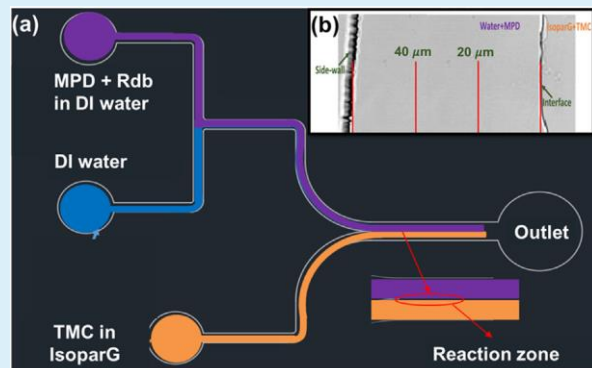 (a)
MPD + Rdb
in DI water
DI water
TMC in
IsoparG
Outlet
Reaction zone
(b)
Water+MPD
IsoparG+TMC
Side-wall
40 μm
20 μm
Interface